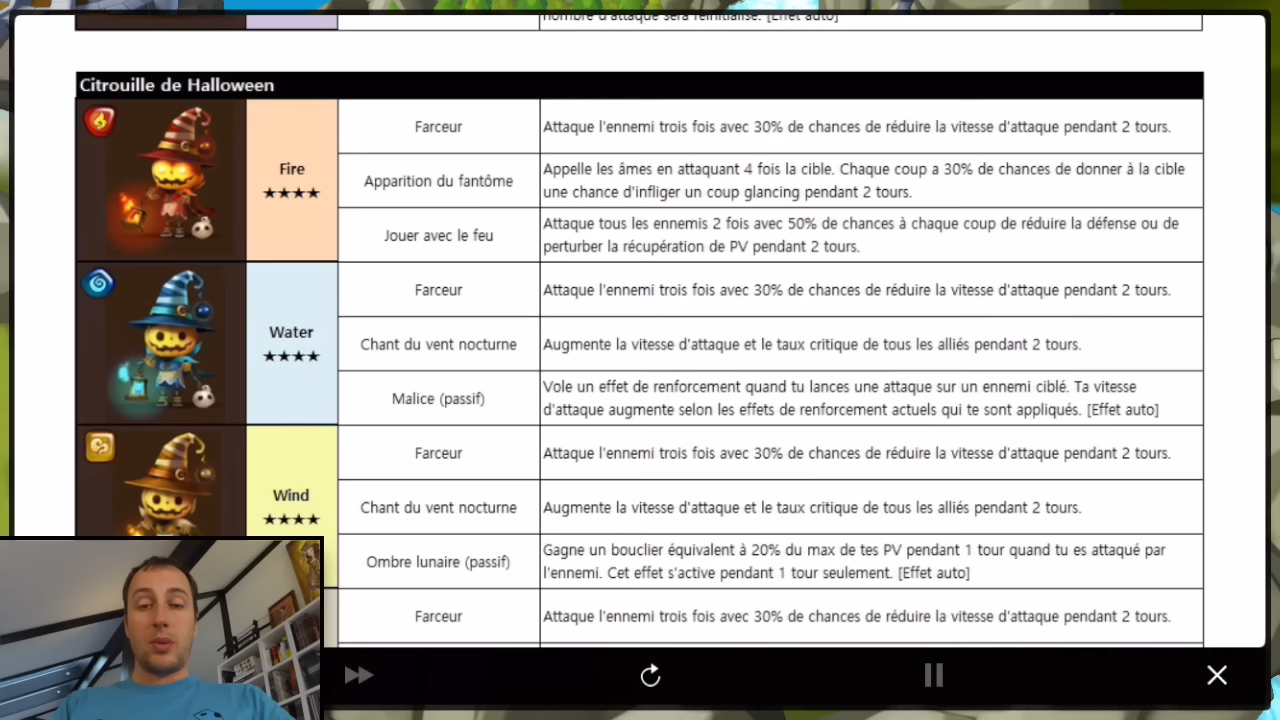 nombre d'attaque sera réinitialisé. [Effet auto]
Citrouille de Halloween
Fire
★★★★
Farceur
Attaque l'ennemi trois fois avec 30% de chances de réduire la vitesse d'attaque pendant 2 tours.
Apparition du fantôme
Appelle les âmes en attaquant 4 fois la cible. Chaque coup a 30% de chances de donner à la cible
une chance d'infliger un coup glancing pendant 2 tours.
Jouer avec le feu
Attaque tous les ennemis 2 fois avec 50% de chances à chaque coup de réduire la défense ou de
perturber la récupération de PV pendant 2 tours.
Water
★★★★
Farceur
Attaque l'ennemi trois fois avec 30% de chances de réduire la vitesse d'attaque pendant 2 tours.
Chant du vent nocturne
Augmente la vitesse d'attaque et le taux critique de tous les alliés pendant 2 tours.
Malice (passif)
Vole un effet de renforcement quand tu lances une attaque sur un ennemi ciblé. Ta vitesse
d'attaque augmente selon les effets de renforcement actuels qui te sont appliqués. [Effet auto]
Wind
★★★★
Farceur
Attaque l'ennemi trois fois avec 30% de chances de réduire la vitesse d'attaque pendant 2 tours.
Chant du vent nocturne
Augmente la vitesse d'attaque et le taux critique de tous les alliés pendant 2 tours.
Ombre lunaire (passif)
Gagne un bouclier équivalent à 20% du max de tes PV pendant 1 tour quand tu es attaqué par
l'ennemi. Cet effet s'active pendant 1 tour seulement. [Effet auto]
Farceur
Attaque l'ennemi trois fois avec 30% de chances de réduire la vitesse d'attaque pendant 2 tours.